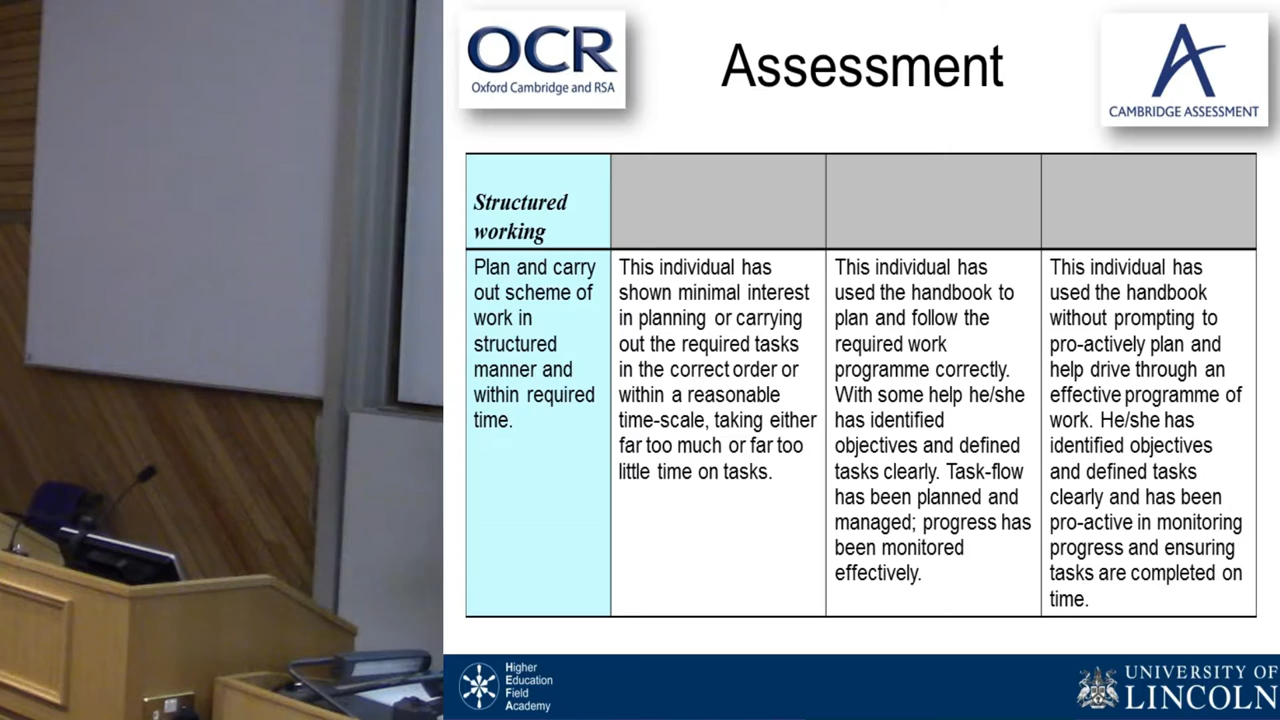 OCR
Oxford Cambridge and RSA
Assessment
CAMBRIDGE ASSESSMENT
Structured
working
Plan and carry
out scheme of
work in
structured
manner and
within required
time.
This individual has
shown minimal interest
in planning or carrying
out the required tasks
in the correct order or
within a reasonable
time-scale, taking either
far too much or far too
little time on tasks.
This individual has
used the handbook to
plan and follow the
required work
programme correctly.
With some help he/she
has identified
objectives and defined
tasks clearly. Task-flow
has been planned and
managed; progress has
been monitored
effectively.
This individual has
used the handbook
without prompting to
pro-actively plan and
help drive through an
effective programme of
work. He/she has
identified objectives
and defined tasks
clearly and has been
pro-active in monitoring
progress and ensuring
tasks are completed on
time.
Higher
Education
Field
Academy
UNIVERSITY OF
LINCOLN